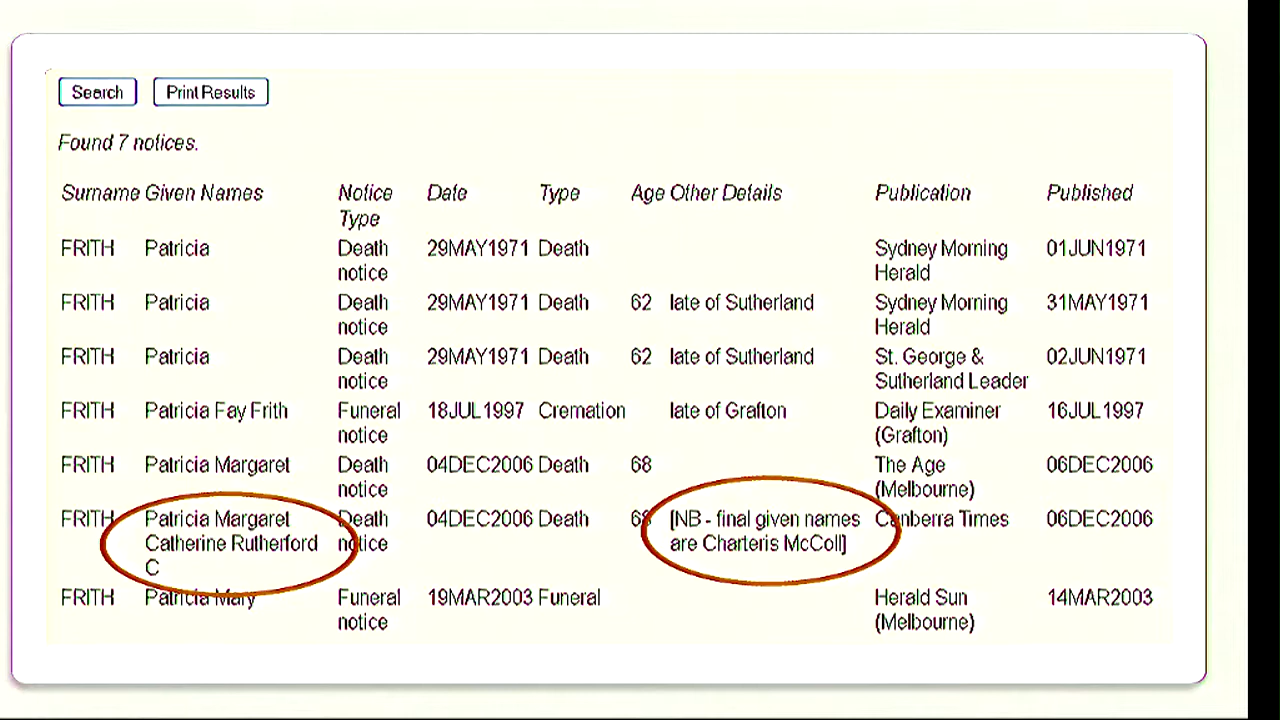 Search Print Results
Found 7 notices.
Surname Given Names Notice Type Date Type Age Other Details Publication Published
FRITH Patricia Death notice 29MAY1971 Death Sydney Morning Herald 01JUN1971
FRITH Patricia Death notice 29MAY1971 Death 62 late of Sutherland Sydney Morning Herald 31MAY1971
FRITH Patricia Death notice 29MAY1971 Death 62 late of Sutherland St. George & Sutherland Leader 02JUN1971
FRITH Patricia Fay Frith Funeral notice 18JUL1997 Cremation late of Grafton Daily Examiner (Grafton) 16JUL1997
FRITH Patricia Margaret Death notice 04DEC2006 Death 68 The Age (Melbourne) 06DEC2006
FRITH Patricia Margaret Catherine Rutherford C Death notice 04DEC2006 Death 68 [NB - final given names are Charteris McColl] Canberra Times 06DEC2006
FRITH Patricia Mary Funeral notice 19MAR2003 Funeral Herald Sun (Melbourne) 14MAR2003